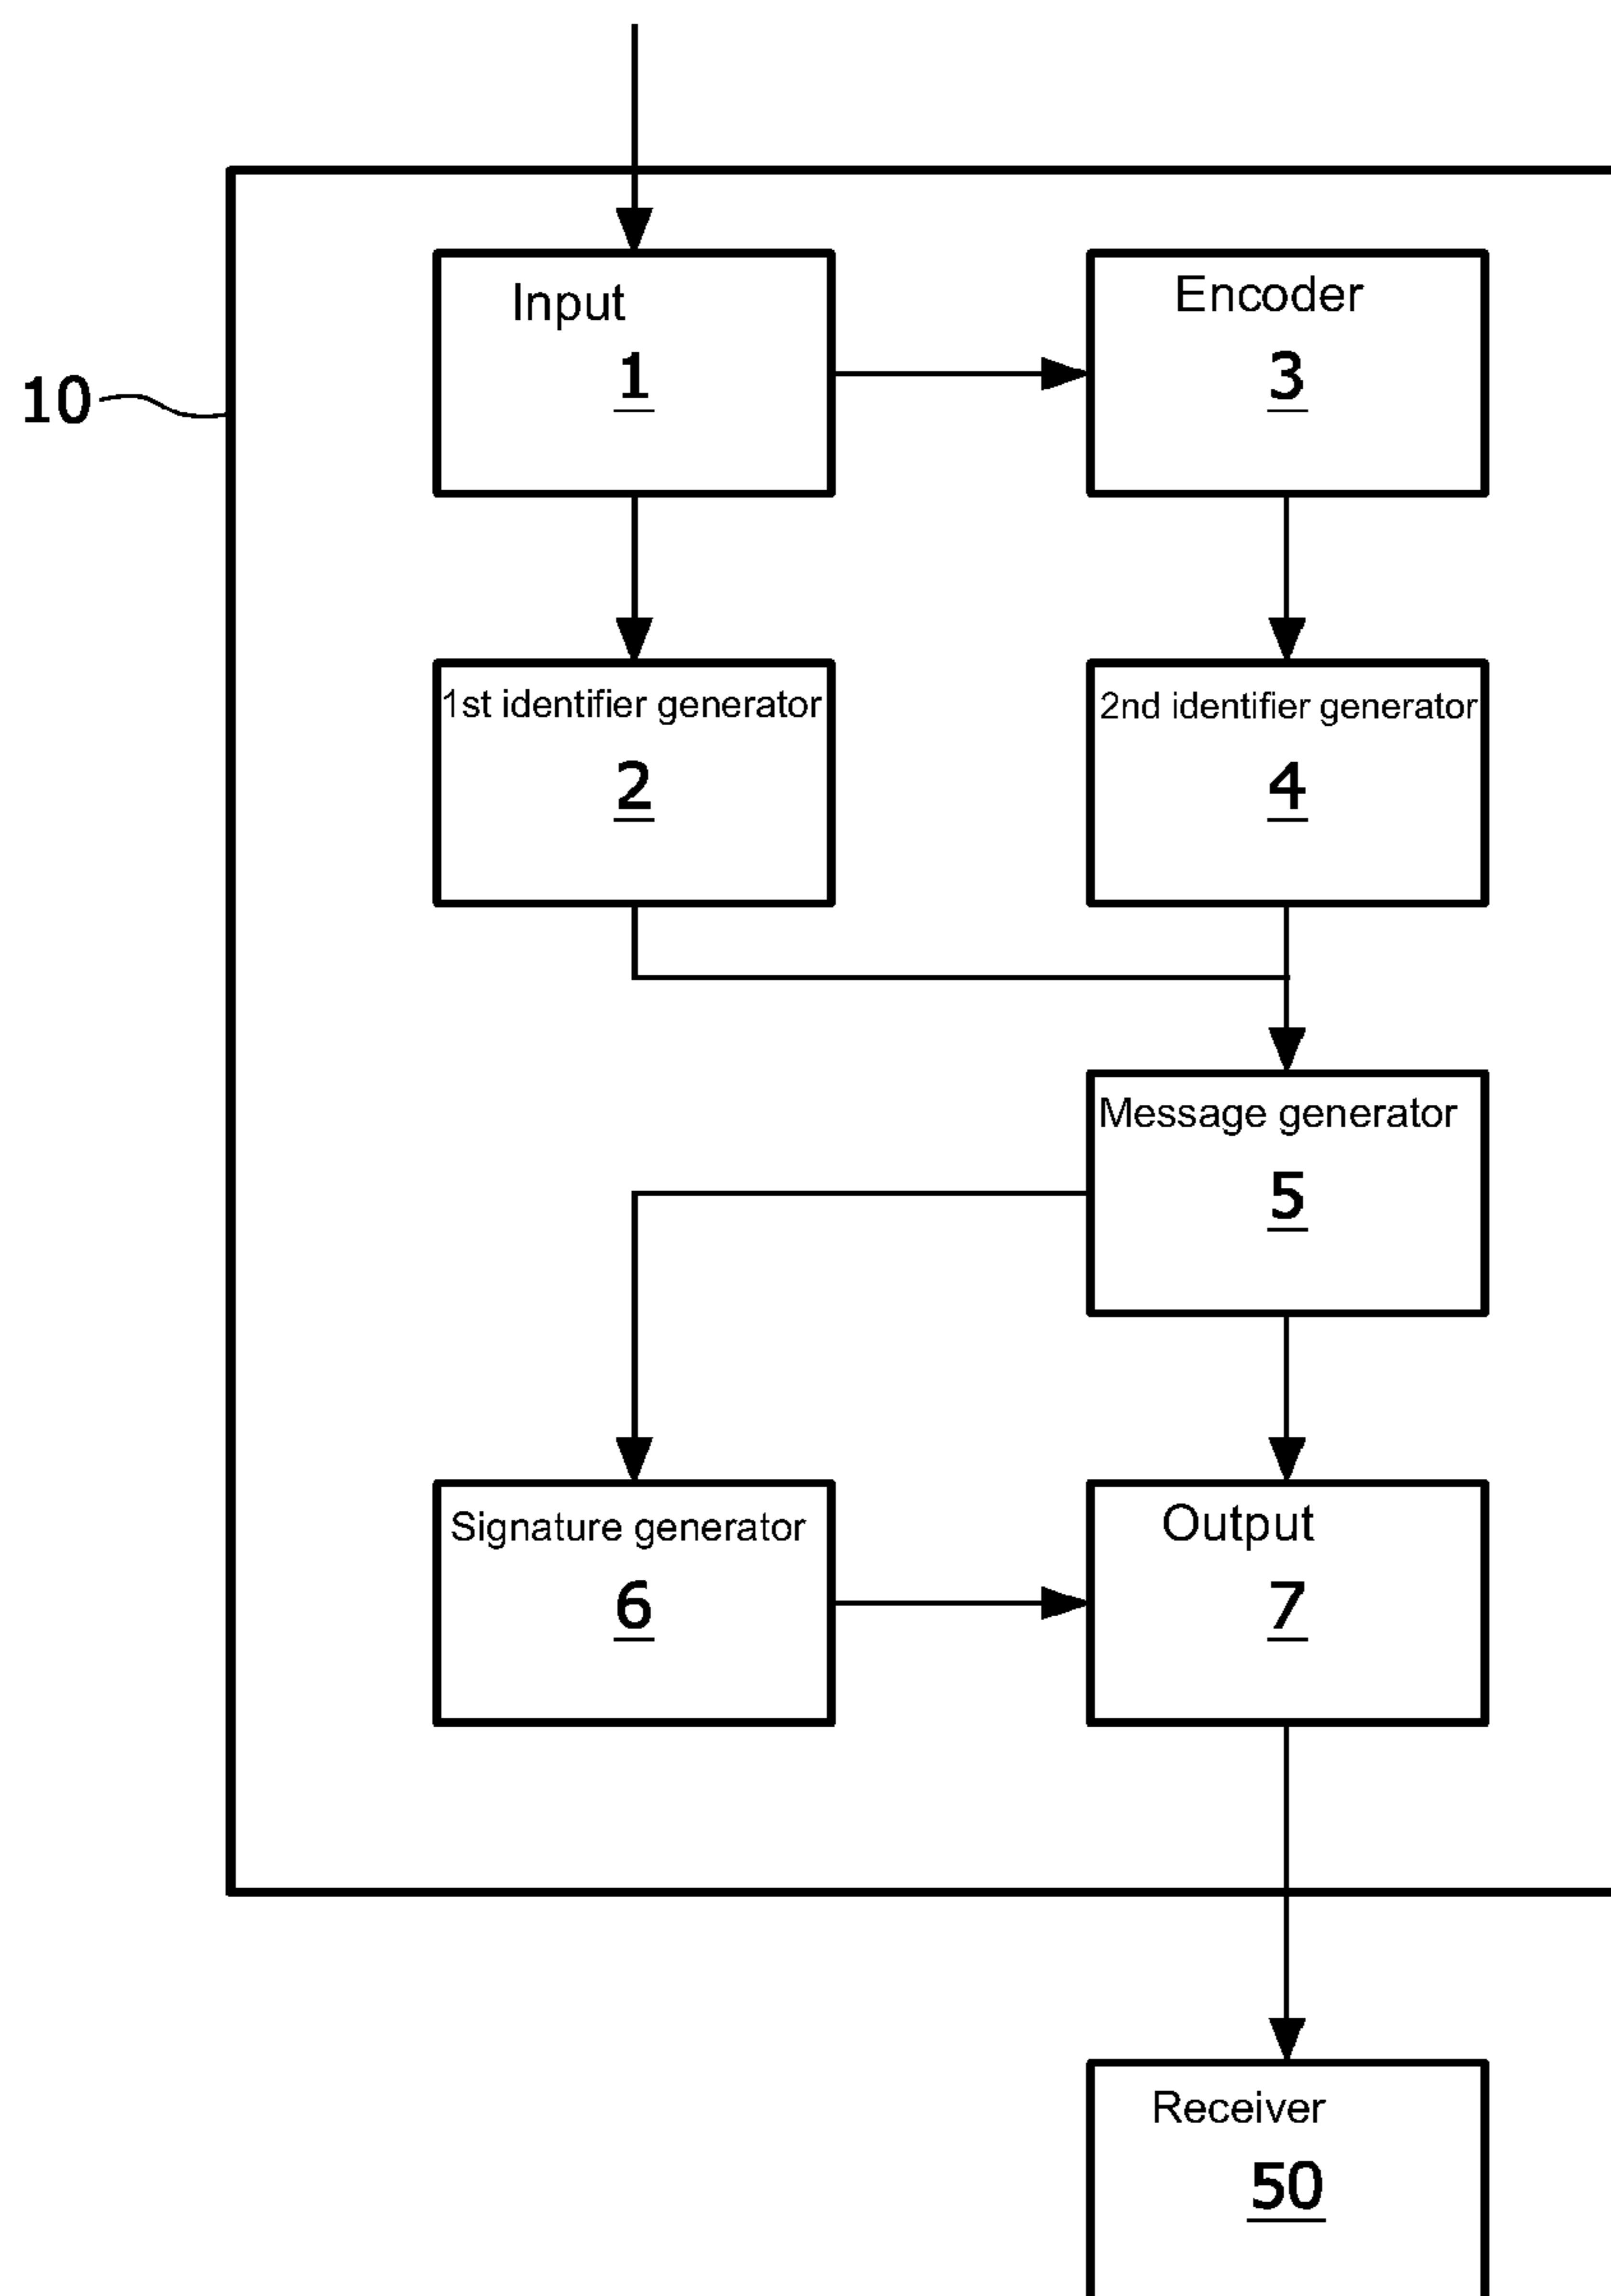 Input
1
Encoder
3
10
1st identifier generator
2
2nd identifier generator
4
Message generator
5
Signature generator
6
Output
7
Receiver
50